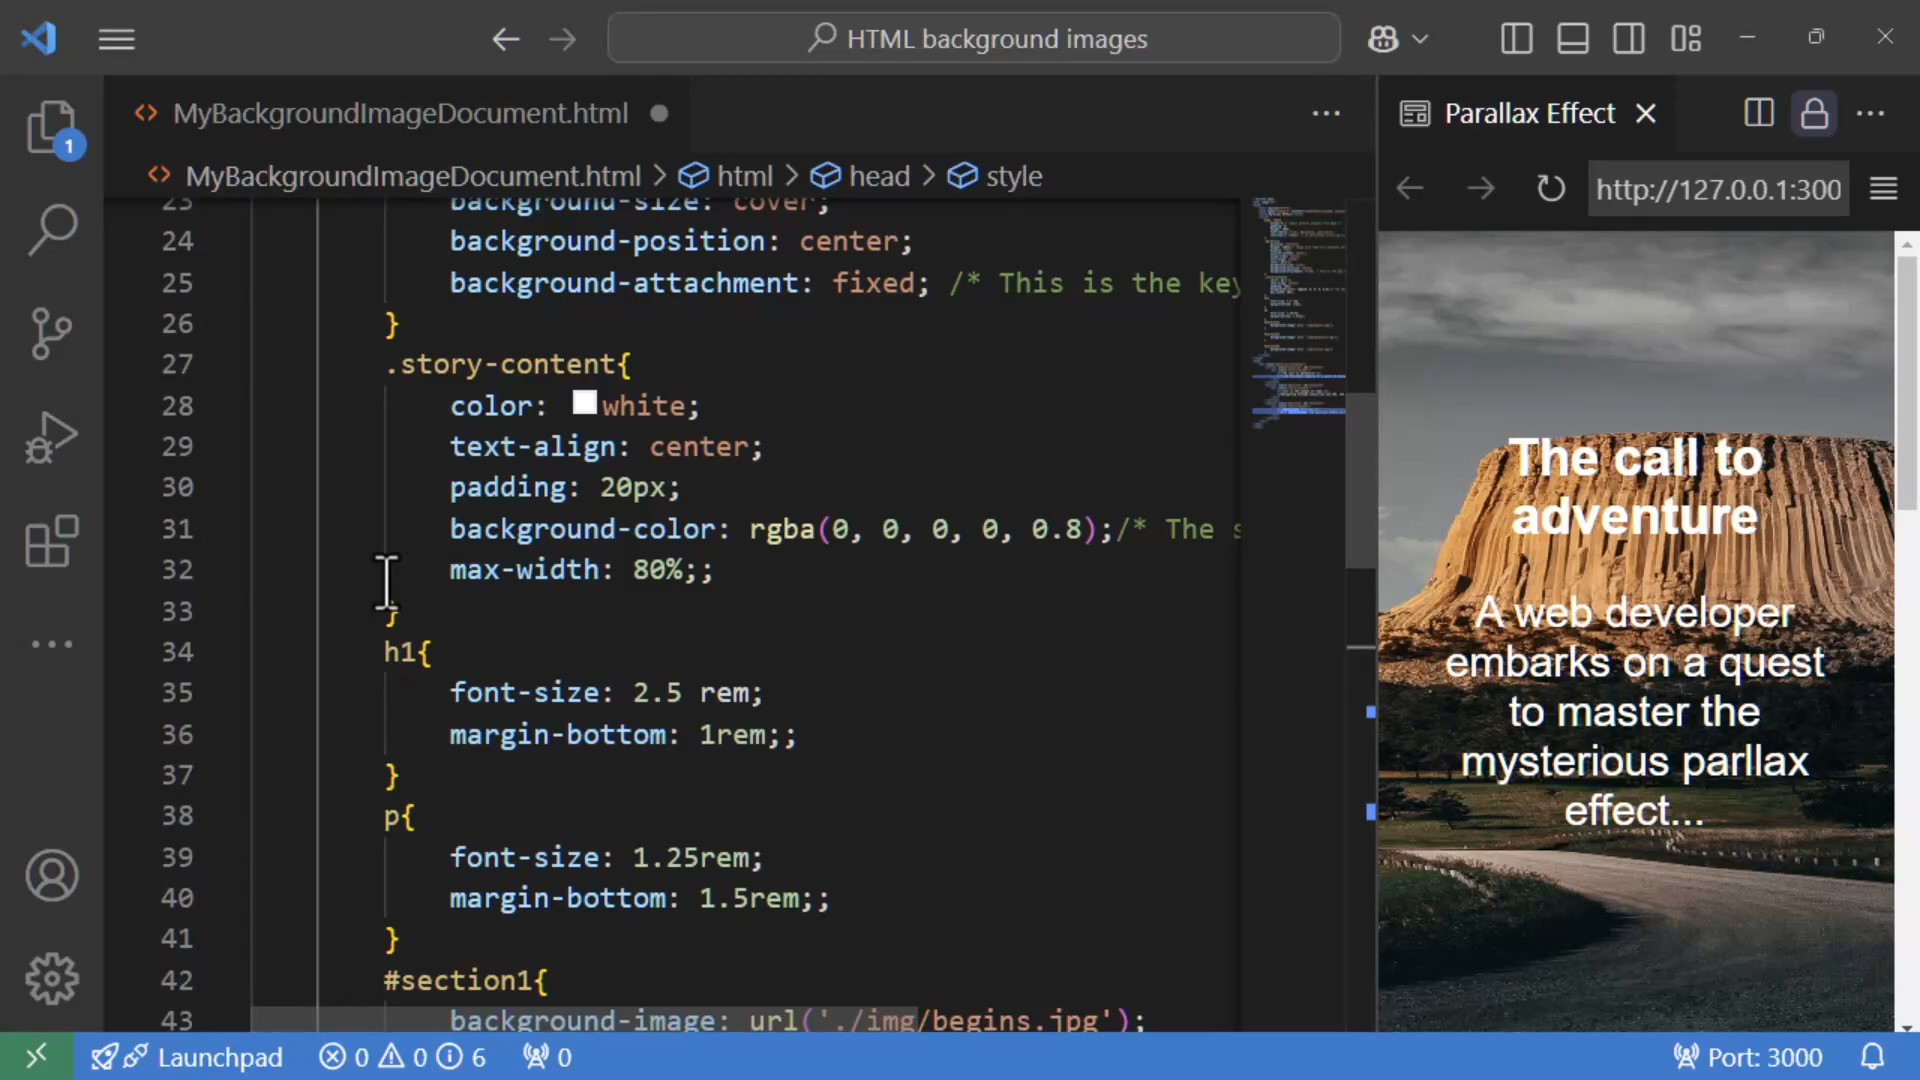 HTML background images
MyBackgroundImageDocument.html
Parallax Effect
1
MyBackgroundImageDocument.html > html > head > style
http://127.0.0.1:300
23 background-size: cover;
24 background-position: center;
25 background-attachment: fixed; /* This is the key
26 }
27 .story-content{
28 color: white;
29 text-align: center;
30 padding: 20px;
31 background-color: rgba(0, 0, 0, 0, 0.8);/* The s
32 max-width: 80%;;
33 }
34 h1{
35 font-size: 2.5 rem;
36 margin-bottom: 1rem;;
37 }
38 p{
39 font-size: 1.25rem;
40 margin-bottom: 1.5rem;;
41 }
42 #section1{
43 background-image: url('./img/begins.jpg');
The call to
adventure
A web developer
embarks on a quest
to master the
mysterious parllax
effect...
Launchpad 0 0 6 0
Port: 3000